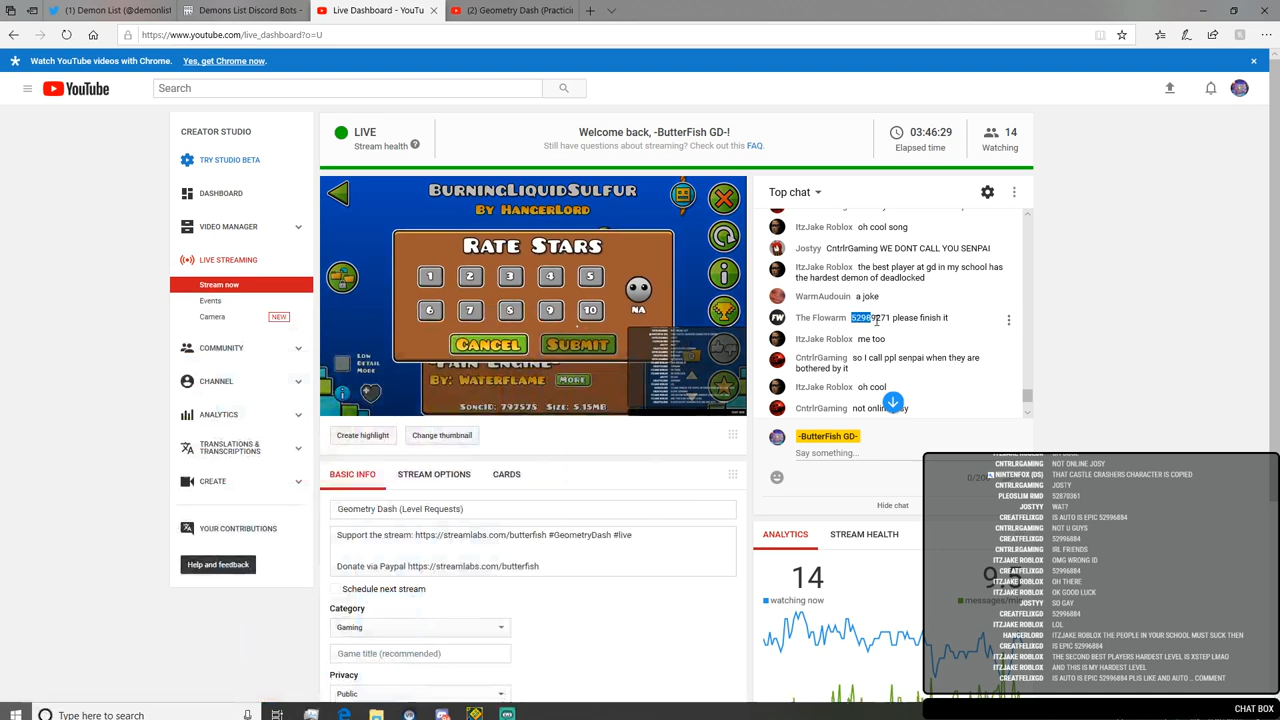 (1) Demon List (@demonlist
Demons List Discord Bots -
Live Dashboard - YouTu
(2) Geometry Dash (Practice
https://www.youtube.com/live_dashboard?o=U
Watch YouTube videos with Chrome. Yes, get Chrome now.
YouTube
Search
CREATOR STUDIO
TRY STUDIO BETA
DASHBOARD
VIDEO MANAGER
LIVE STREAMING
Stream now
Events
Camera NEW
COMMUNITY
CHANNEL
ANALYTICS
TRANSLATIONS &
TRANSCRIPTIONS
CREATE
YOUR CONTRIBUTIONS
Help and feedback
LIVE
Stream health ?
Welcome back, -ButterFish GD-!
Still have questions about streaming? Check out this FAQ.
03:46:29
Elapsed time
14
Watching
BurningLiquidSulfur
By HangerLord
Rate Stars
1 2 3 4 5
6 7 8 9 10
NA
Cancel Submit
Low
Detail
Mode
By: Waterflame More
SongID: 797575 Size: 5.15MB
Create highlight
Change thumbnail
BASIC INFO STREAM OPTIONS CARDS
Geometry Dash (Level Requests)
Support the stream: https://streamlabs.com/butterfish #GeometryDash #live
Donate via Paypal https://streamlabs.com/butterfish
Schedule next stream
Category
Gaming
Game title (recommended)
Privacy
Public
Top chat
ItzJake Roblox oh cool song
Jostyy CntrlrGaming WE DONT CALL YOU SENPAI
ItzJake Roblox the best player at gd in my school has
the hardest demon of deadlocked
WarmAudouin a joke
The Flowarm 52969271 please finish it
ItzJake Roblox me too
CntrlrGaming so I call ppl senpai when they are
bothered by it
ItzJake Roblox oh cool
CntrlrGaming not online
-ButterFish GD-
Say something...
Hide chat
ANALYTICS STREAM HEALTH
14
watching now
CNTRLRGAMING NOT ONLINE JOSY
NINTENFOX (DS) THAT CASTLE CRASHERS CHARACTER IS COPIED
CNTRLRGAMING JOSTY
PLEOSLIM RMD 52870361
JOSTYY WAT?
CREATFELIXGD IS AUTO IS EPIC 52996884
CNTRLRGAMING NOT U GUYS
CREATFELIXGD 52996884
CNTRLRGAMING IRL FRIENDS
ITZJAKE ROBLOX OMG WRONG ID
CREATFELIXGD 52996884
ITZJAKE ROBLOX OH THERE
ITZJAKE ROBLOX OK GOOD LUCK
JOSTYY SO GAY
CREATFELIXGD 52996884
ITZJAKE ROBLOX LOL
HANGERLORD ITZJAKE ROBLOX THE PEOPLE IN YOUR SCHOOL MUST SUCK THEN
CREATFELIXGD IS EPIC 52996884
ITZJAKE ROBLOX THE SECOND BEST PLAYERS HARDEST LEVEL IS XSTEP LMAO
ITZJAKE ROBLOX AND THIS IS MY HARDEST LEVEL
CREATFELIXGD IS AUTO IS EPIC 52996884 PLIS LIKE AND AUTO .. COMMENT
CHAT BOX
Type here to search